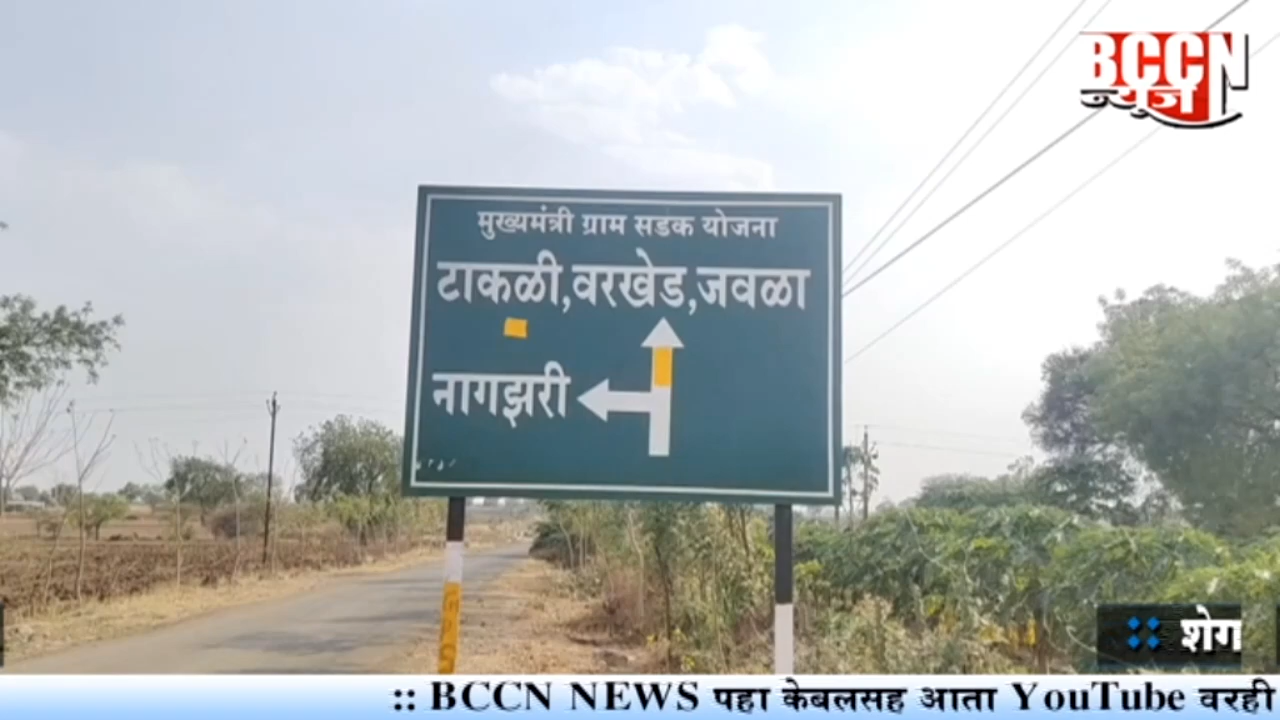 BCCN
न्यूज
मुख्यमंत्री ग्राम सडक योजना
टाकळी,वरखेड,जवळा
नागझरी
शेग
:: BCCN NEWS पहा केबलसह आता YouTube वरही